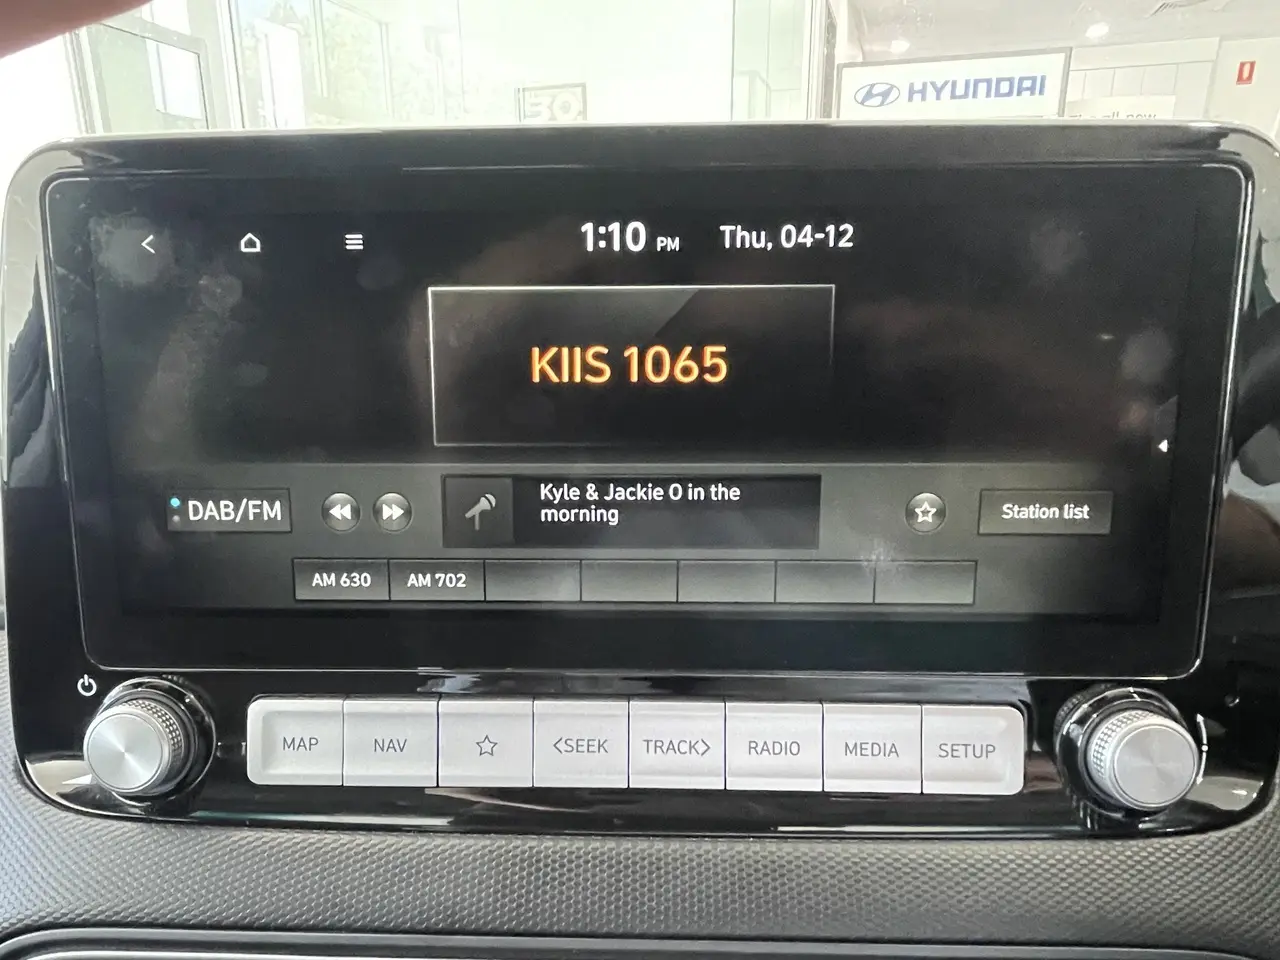 30
HYUNDAI
1:10 PM Thu, 04-12
KIIS 1065
DAB/FM
Kyle & Jackie O in the
morning
Station list
AM 630 AM 702
MAP NAV <SEEK TRACK> RADIO MEDIA SETUP